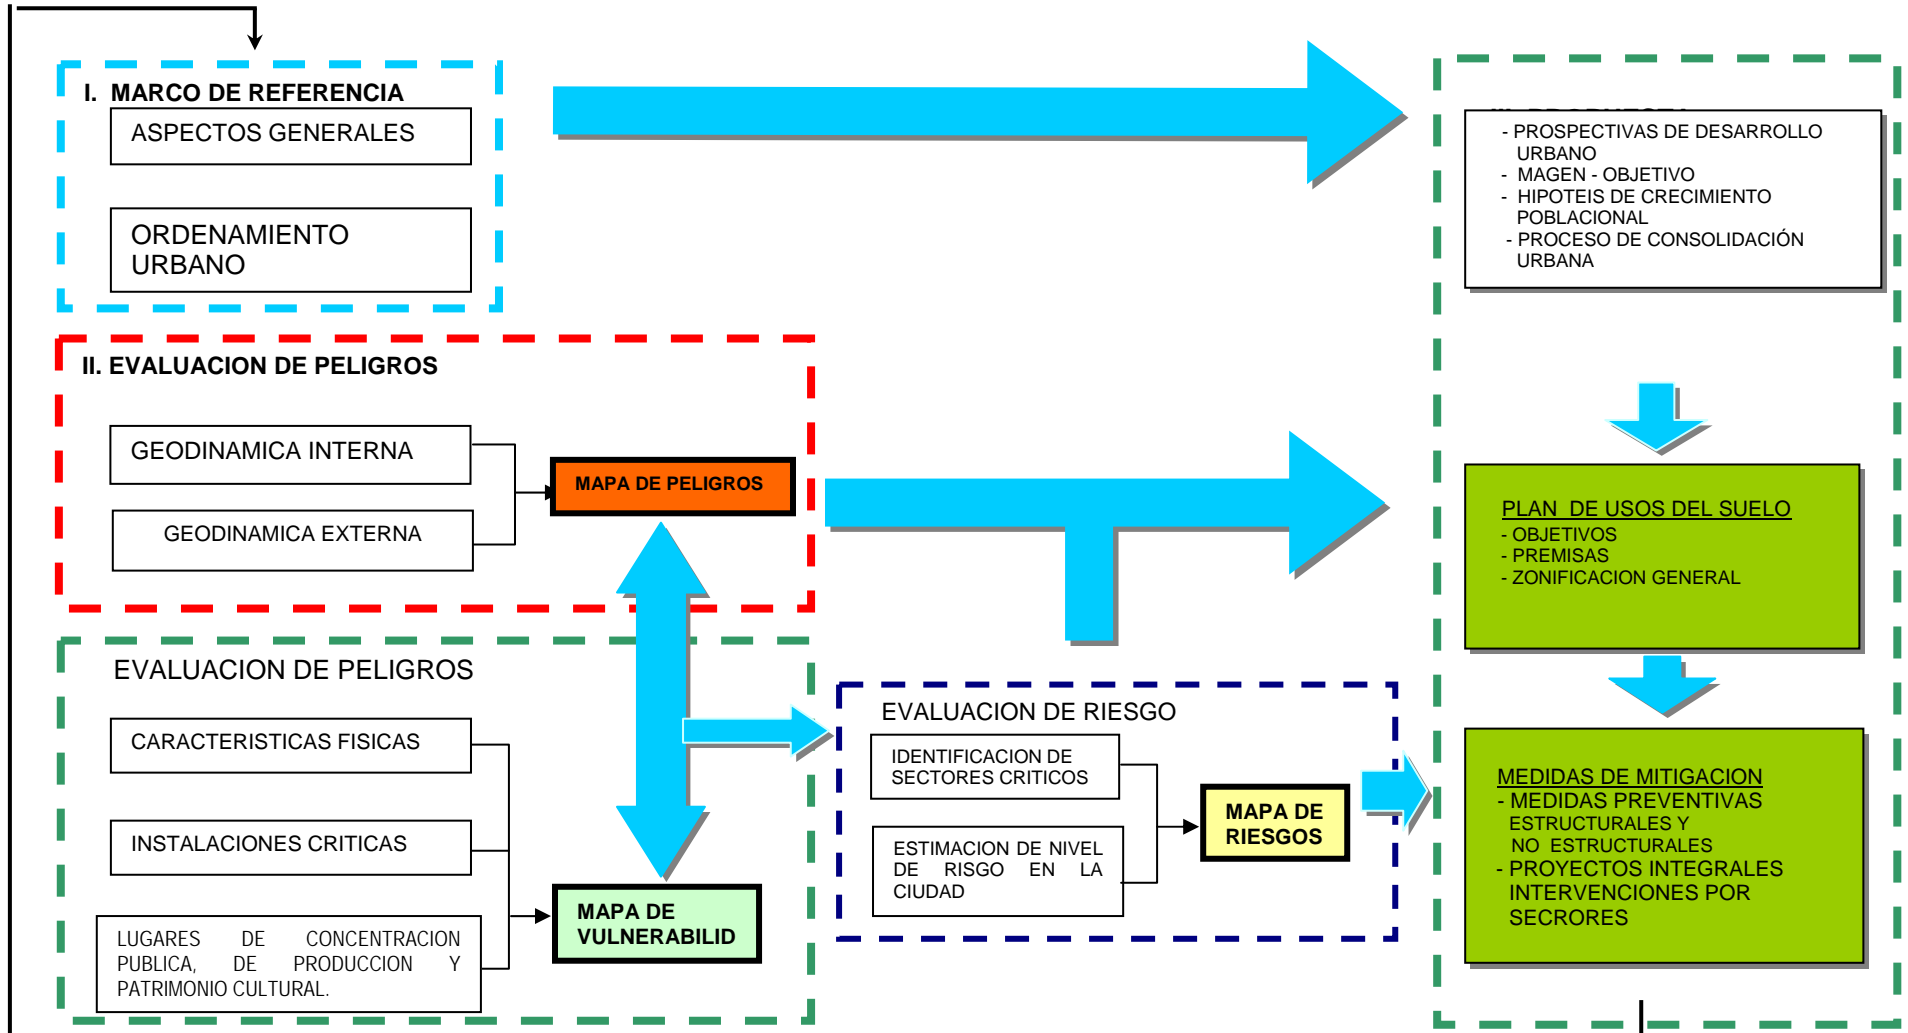 I. MARCO DE REFERENCIA
ASPECTOS GENERALES
ORDENAMIENTO
URBANO
II. EVALUACION DE PELIGROS
GEODINAMICA INTERNA
GEODINAMICA EXTERNA
MAPA DE PELIGROS
EVALUACION DE PELIGROS
CARACTERISTICAS FISICAS
INSTALACIONES CRITICAS
LUGARES DE CONCENTRACION
PUBLICA, DE PRODUCCION Y
PATRIMONIO CULTURAL.
MAPA DE
VULNERABILID
EVALUACION DE RIESGO
IDENTIFICACION DE
SECTORES CRITICOS
ESTIMACION DE NIVEL
DE RISGO EN LA
CIUDAD
MAPA DE
RIESGOS
- PROSPECTIVAS DE DESARROLLO
URBANO
- MAGEN - OBJETIVO
- HIPOTEIS DE CRECIMIENTO
POBLACIONAL
- PROCESO DE CONSOLIDACIÓN
URBANA
PLAN DE USOS DEL SUELO
- OBJETIVOS
- PREMISAS
- ZONIFICACION GENERAL
MEDIDAS DE MITIGACION
- MEDIDAS PREVENTIVAS
ESTRUCTURALES Y
NO ESTRUCTURALES
- PROYECTOS INTEGRALES
INTERVENCIONES POR
SECRORES